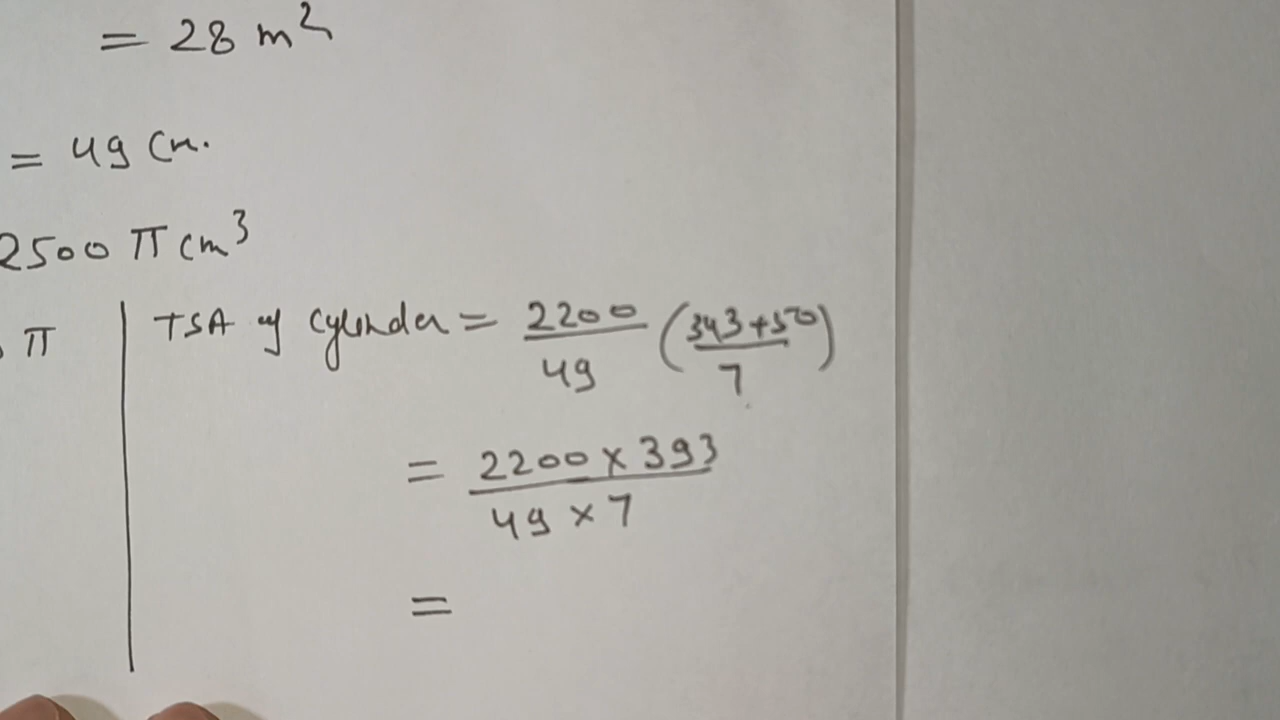 = 28 m²
= 49 cm.
2500 π cm³
π | TSA of cylinder = 2200/49 ((343+50)/7)
= (2200 × 393)/(49 × 7)
=